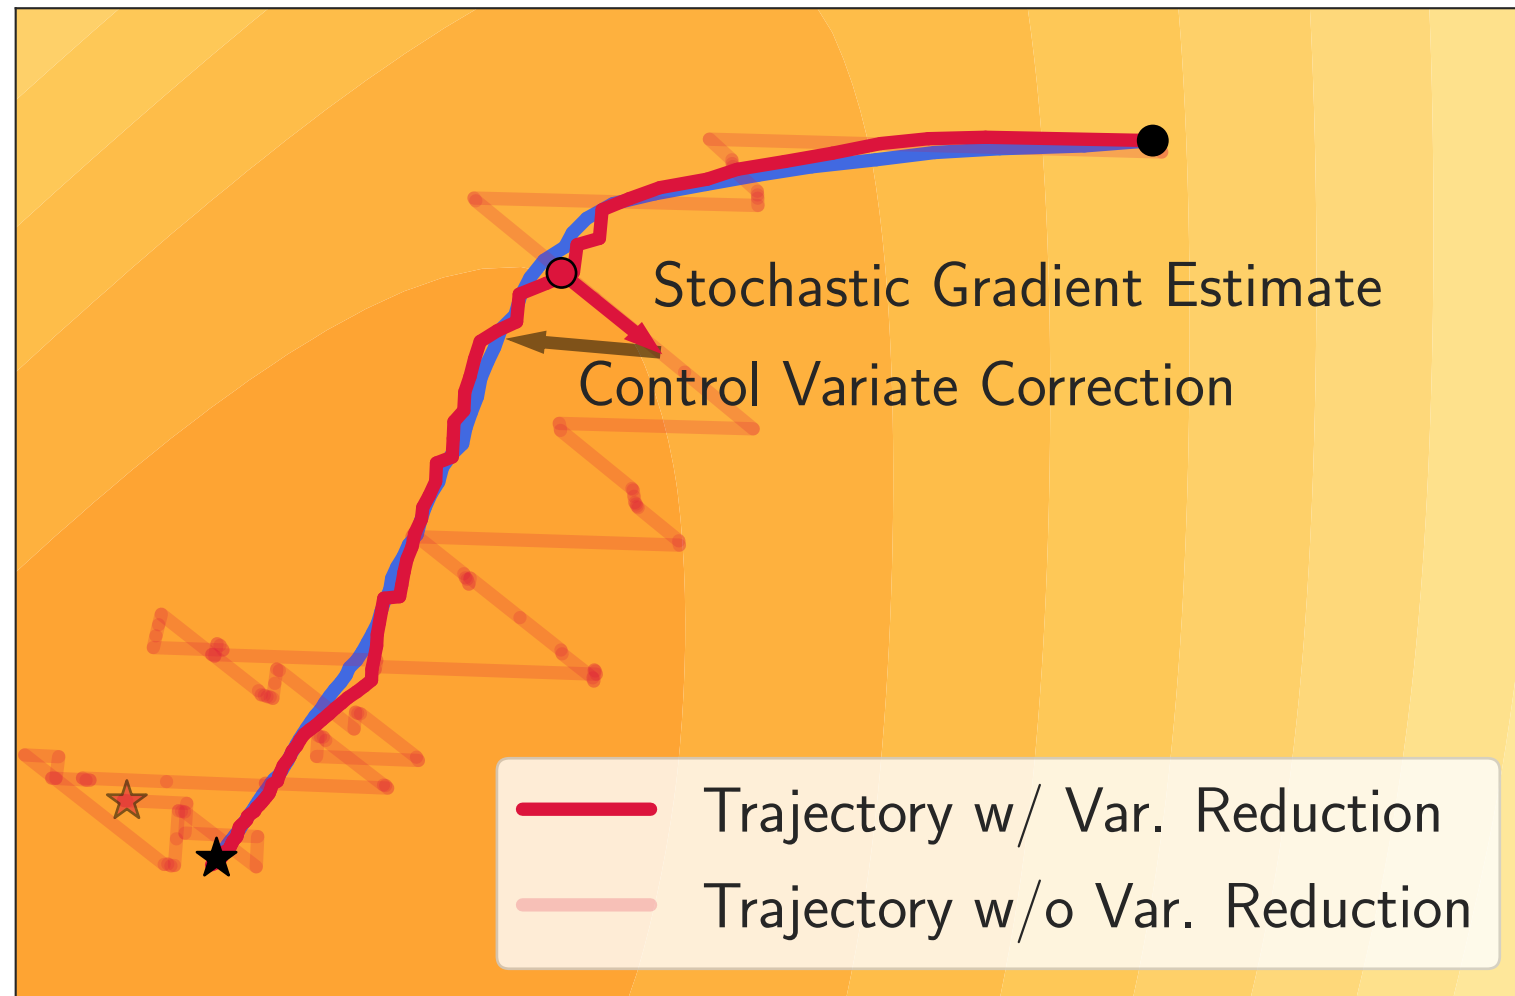 Stochastic Gradient Estimate
Control Variate Correction
Trajectory w/ Var. Reduction
Trajectory w/o Var. Reduction